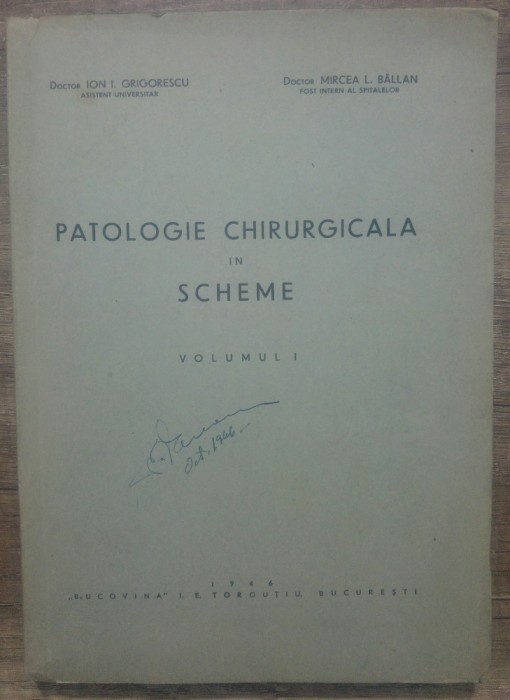 Doctor ION I. GRIGORESCU
ASISTENT UNIVERSITAR
Doctor MIRCEA L. BĂLLAN
FOST INTERN AL SPITALELOR
PATOLOGIE CHIRURGICALA
IN
SCHEME
VOLUMUL I
Oct. 1946
1946
„BUCOVINA" I. E. TOROUȚIU, BUCUREȘTI